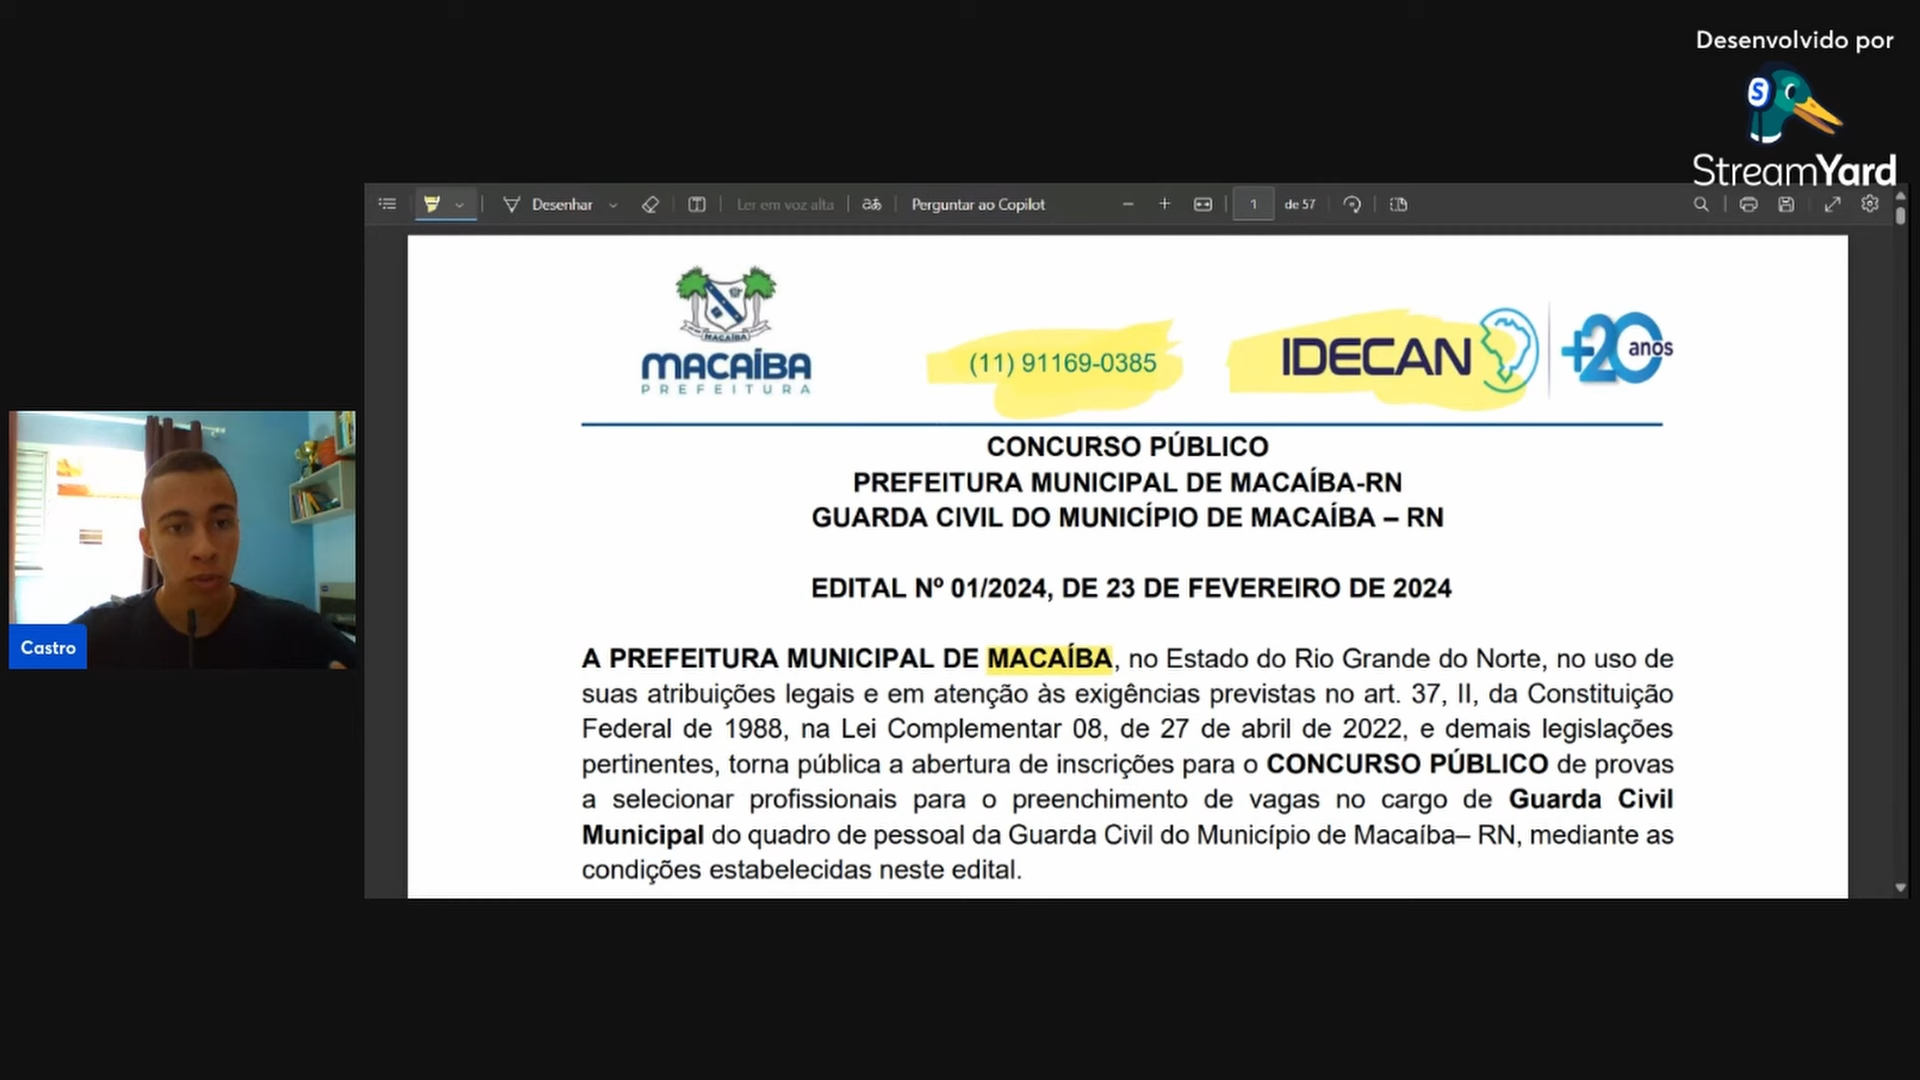 Desenvolvido por
StreamYard
Desenhar
Ler em voz alta
Perguntar ao Copilot
1
de 57
MACAÍBA
MACAÍBA
PREFEITURA
(11) 91169-0385
IDECAN
+20 anos
CONCURSO PÚBLICO
PREFEITURA MUNICIPAL DE MACAÍBA-RN
GUARDA CIVIL DO MUNICÍPIO DE MACAÍBA – RN
EDITAL Nº 01/2024, DE 23 DE FEVEREIRO DE 2024
A PREFEITURA MUNICIPAL DE MACAÍBA, no Estado do Rio Grande do Norte, no uso de
suas atribuições legais e em atenção às exigências previstas no art. 37, II, da Constituição
Federal de 1988, na Lei Complementar 08, de 27 de abril de 2022, e demais legislações
pertinentes, torna pública a abertura de inscrições para o CONCURSO PÚBLICO de provas
a selecionar profissionais para o preenchimento de vagas no cargo de Guarda Civil
Municipal do quadro de pessoal da Guarda Civil do Município de Macaíba– RN, mediante as
condições estabelecidas neste edital.
Castro